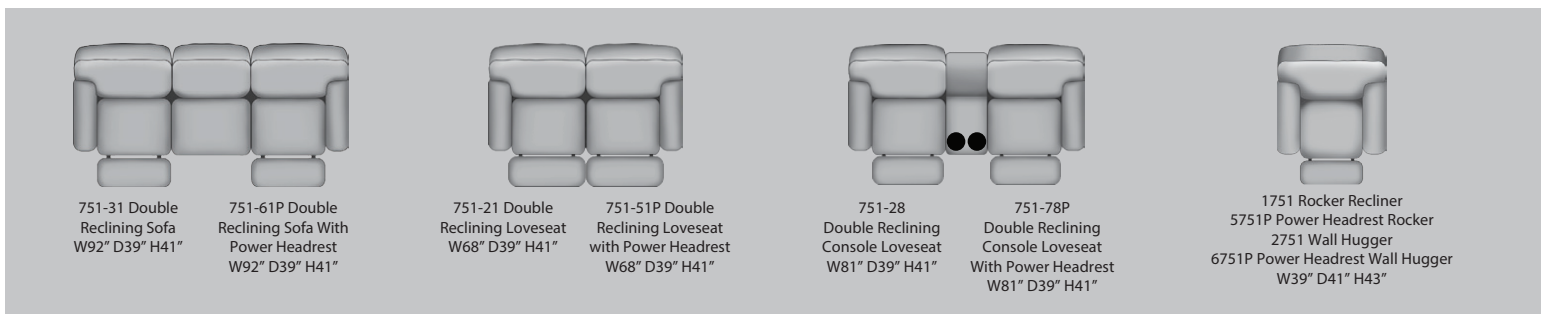 751-31 Double
Reclining Sofa
W92” D39” H41”
751-61P Double
Reclining Sofa With
Power Headrest
W92” D39” H41”
751-21 Double
Reclining Loveseat
W68” D39” H41”
751-51P Double
Reclining Loveseat
with Power Headrest
W68” D39” H41”
751-28
Double Reclining
Console Loveseat
W81” D39” H41”
751-78P
Double Reclining
Console Loveseat
With Power Headrest
W81” D39” H41”
1751 Rocker Recliner
5751P Power Headrest Rocker
2751 Wall Hugger
6751P Power Headrest Wall Hugger
W39” D41” H43”